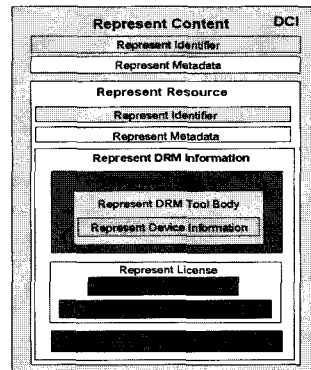 Represent Content DCI
Represent Identifier
Represent Metadata
Represent Resource
Represent Identifier
Represent Metadata
Represent DRM Information
Represent DRM Tool Body
Represent Device Information
Represent License